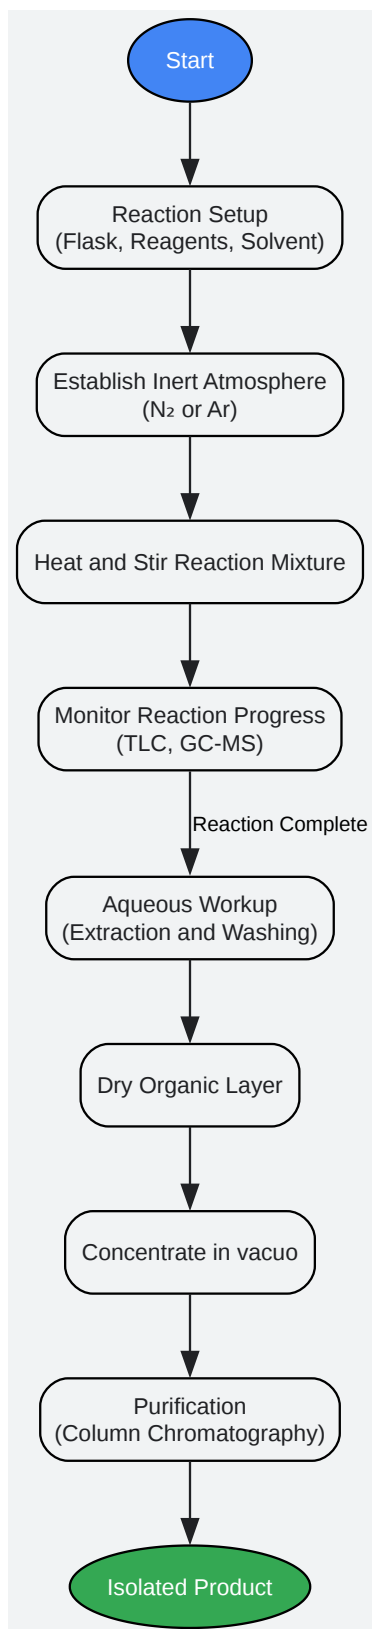 Start
Reaction Setup
(Flask, Reagents, Solvent)
Establish Inert Atmosphere
(N₂ or Ar)
Heat and Stir Reaction Mixture
Monitor Reaction Progress
(TLC, GC-MS)
Reaction Complete
Aqueous Workup
(Extraction and Washing)
Dry Organic Layer
Concentrate in vacuo
Purification
(Column Chromatography)
Isolated Product